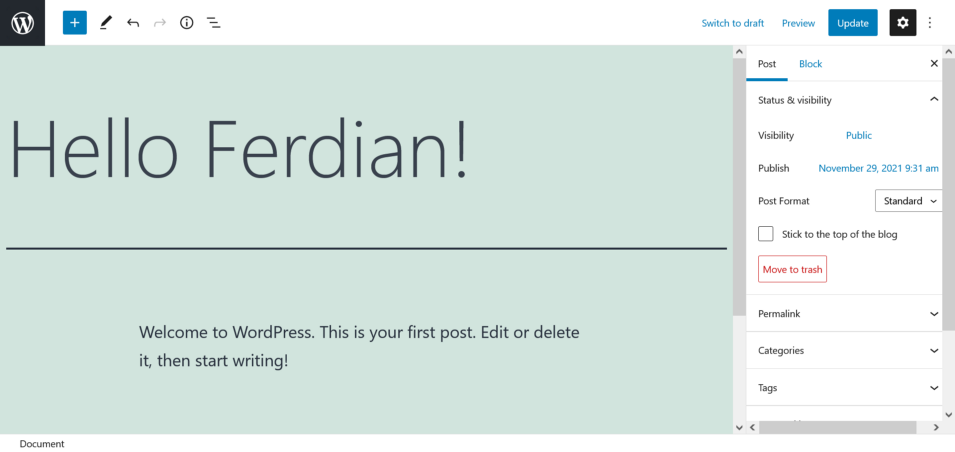 Switch to draft Preview Update
Hello Ferdian!
Welcome to WordPress. This is your first post. Edit or delete
it, then start writing!
Post Block
Status & visibility
Visibility Public
Publish November 29, 2021 9:31 am
Post Format Standard
Stick to the top of the blog
Move to trash
Permalink
Categories
Tags
Document